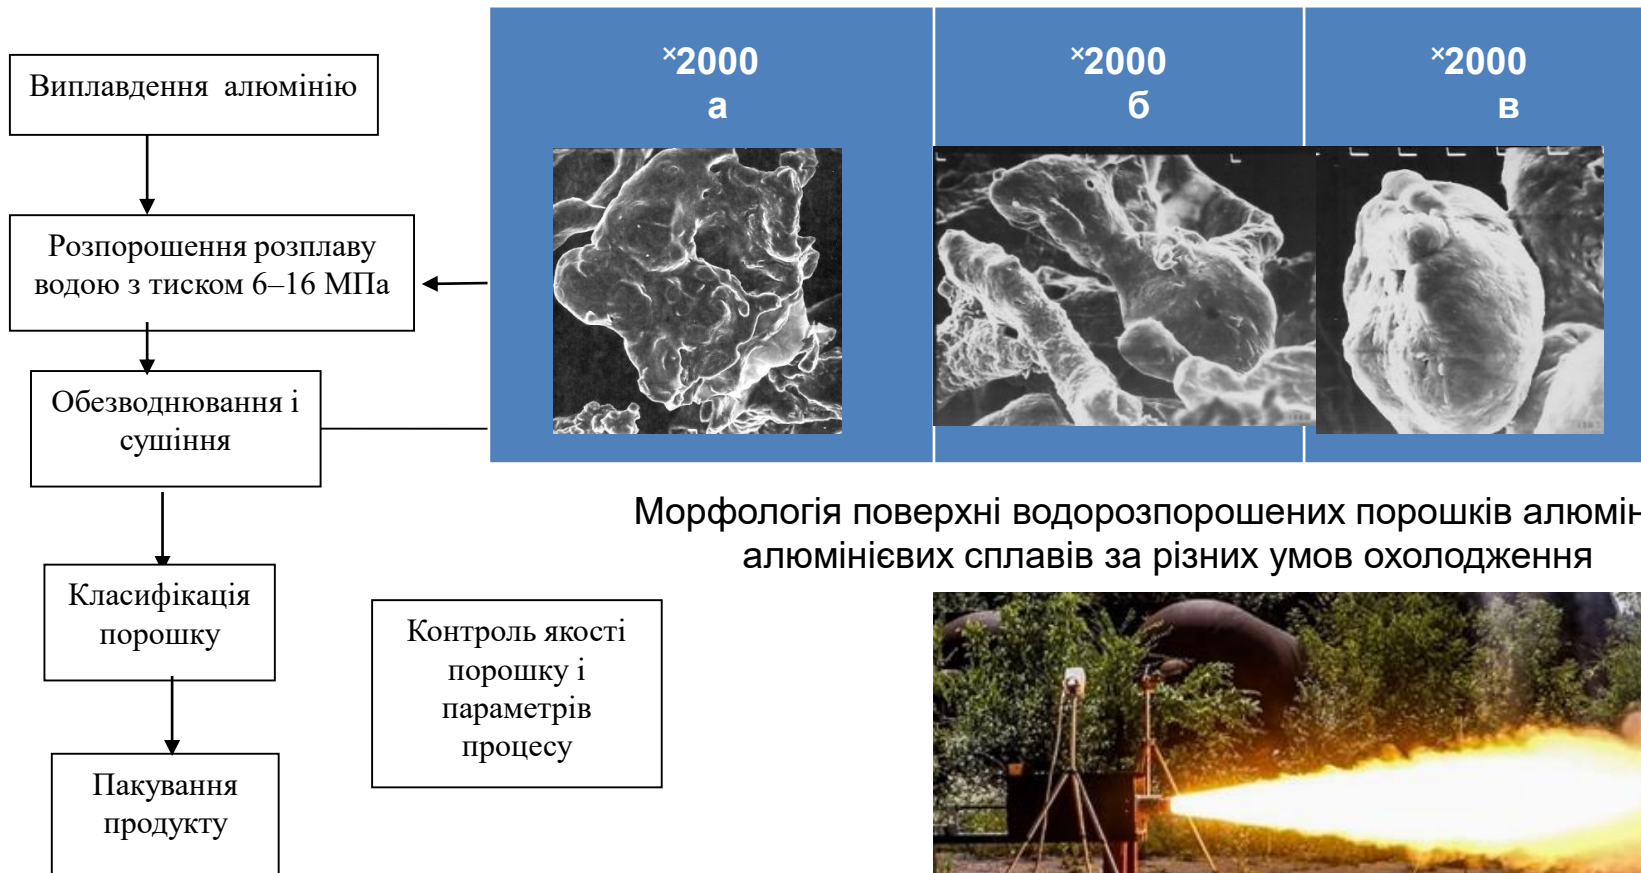 Виплавдення алюмінію
Розпорошення розплаву
водою з тиском 6–16 МПа
Обезводнювання і
сушіння
Класифікація
порошку
Пакування
продукту
Контроль якості
порошку і
параметрів
процесу
×2000
а
×2000
б
×2000
в
Морфологія поверхні водорозпорошених порошків
алюмінієвих сплавів за різних умов охолодження